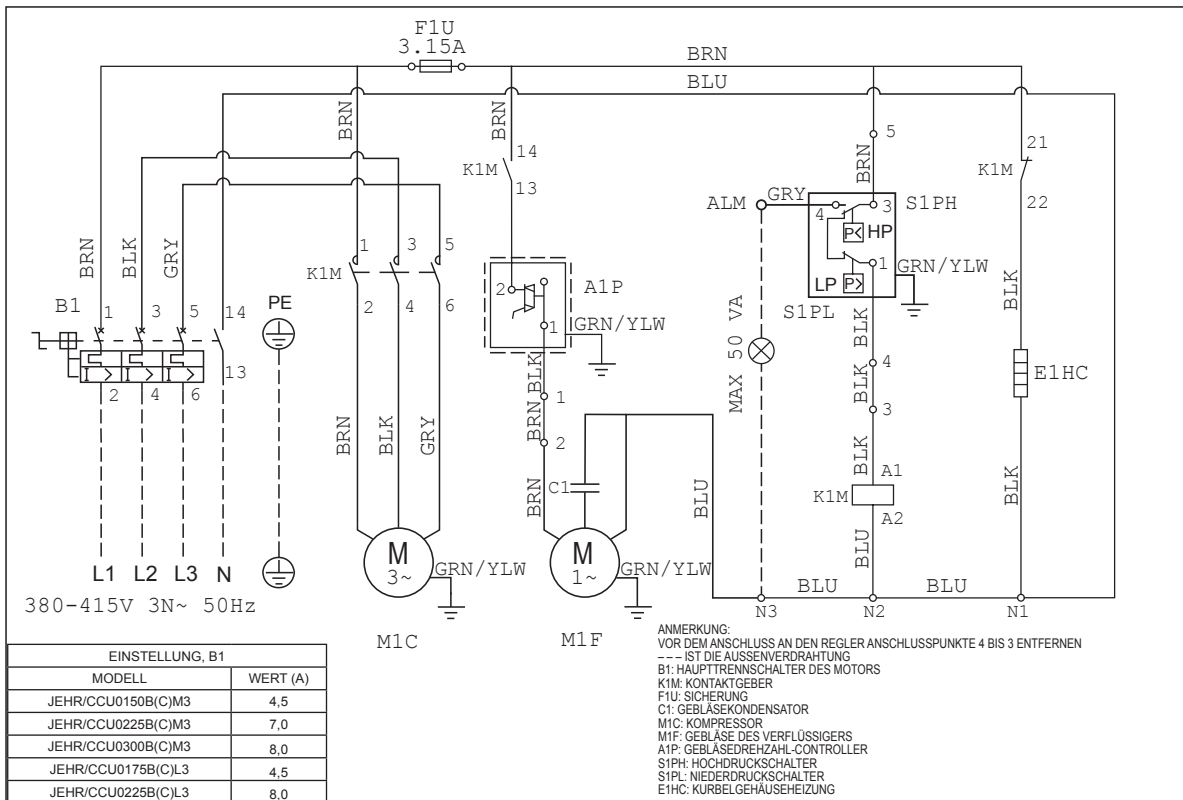 F1U
3.15A
BRN
BLU
BRN
BRN
14
K1M
13
5
BRN
21
K1M
22
ALM
GRY
4
3
S1PH
P<
HP
1
GRN/YLW
LP
P>
S1PL
BRN
BLK
GRY
B1
1
3
5
14
PE
I >
I >
I >
13
2
4
6
K1M
1
3
5
2
4
6
2
A1P
1
GRN/YLW
BLK
1
BRN
2
BRN
C1
BRN
BLK
GRY
BLU
MAX 50 VA
BLK
4
BLK
3
BLK
A1
K1M
A2
BLU
BLK
E1HC
BLK
L1 L2 L3 N
380-415V 3N~ 50Hz
M
3~
GRN/YLW
M1C
M
1~
GRN/YLW
M1F
BLU
BLU
N3
N2
N1
EINSTELLUNG, B1
MODELL WERT (A)
JEHR/CCU0150B(C)M3 4,5
JEHR/CCU0225B(C)M3 7,0
JEHR/CCU0300B(C)M3 8,0
JEHR/CCU0175B(C)L3 4,5
JEHR/CCU0225B(C)L3 8,0
ANMERKUNG:
VOR DEM ANSCHLUSS AN DEN REGLER ANSCHLUSSPUNKTE 4 BIS 3 ENTFERNEN
---- IST DIE AUSSENVERDRAHTUNG
B1: HAUPTTRENNSCHALTER DES MOTORS
K1M: KONTAKTGEBER
F1U: SICHERUNG
C1: GEBLÄSEKONDENSATOR
M1C: KOMPRESSOR
M1F: GEBLÄSE DES VERFLÜSSIGERS
A1P: GEBLÄSEDREHZAHL-CONTROLLER
S1PH: HOCHDRUCKSCHALTER
S1PL: NIEDERDRUCKSCHALTER
E1HC: KURBELGEHÄUSEHEIZUNG